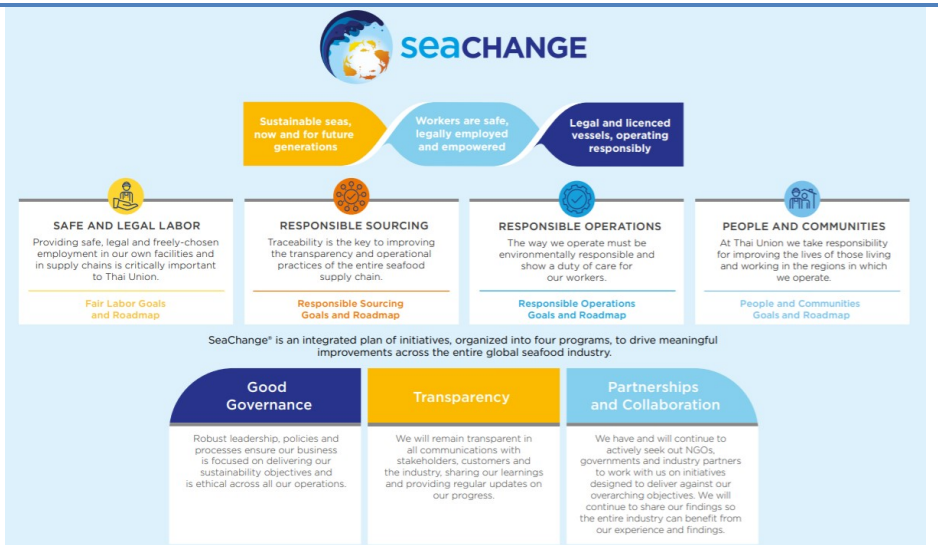 seaCHANGE
Sustainable seas,
now and for future
generations
Workers are safe,
legally employed
and empowered
Legal and licenced
vessels, operating
responsibly
SAFE AND LEGAL LABOR
Providing safe, legal and freely-chosen
employment in our own facilities and
in supply chains is critically important
to Thai Union.
Fair Labor Goals
and Roadmap
RESPONSIBLE SOURCING
Traceability is the key to improving
the transparency and operational
practices of the entire seafood
supply chain.
Responsible Sourcing
Goals and Roadmap
RESPONSIBLE OPERATIONS
The way we operate must be
environmentally responsible and
show a duty of care for
our workers.
Responsible Operations
Goals and Roadmap
PEOPLE AND COMMUNITIES
At Thai Union we take responsibility
for improving the lives of those living
and working in the regions in which
we operate.
People and Communities
Goals and Roadmap
SeaChange® is an integrated plan of initiatives, organized into four programs, to drive meaningful
improvements across the entire global seafood industry.
Good
Governance
Robust leadership, policies and
processes ensure our business
is focused on delivering our
sustainability objectives and
is ethical across all our operations.
Transparency
We will remain transparent in
all communications with
stakeholders, customers and
the industry, sharing our learnings
and providing regular updates on
our progress.
Partnerships
and Collaboration
We have and will continue to
actively seek out NGOs,
governments and industry partners
to work with us on initiatives
designed to deliver against our
overarching objectives. We will
continue to share our findings so
the entire industry can benefit from
our experience and findings.